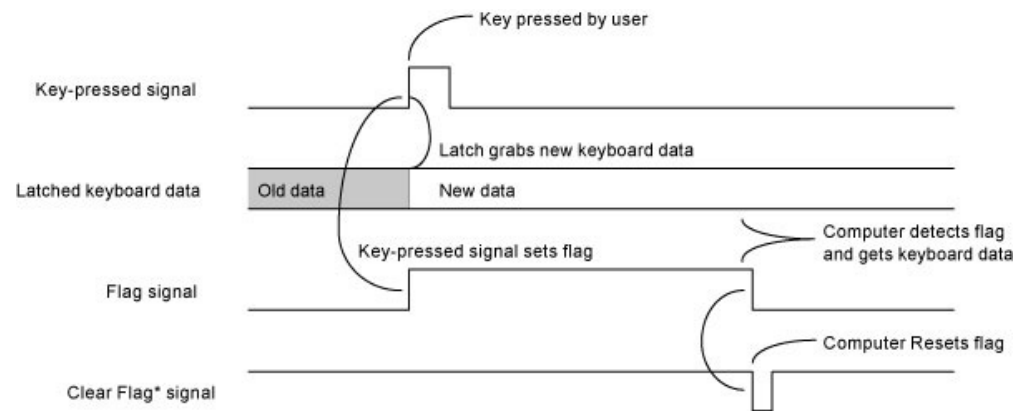 Key pressed by user
Key-pressed signal
Latch grabs new keyboard data
Latched keyboard data
Old data
New data
Computer detects flag
and gets keyboard data
Key-pressed signal sets flag
Flag signal
Computer Resets flag
Clear Flag* signal